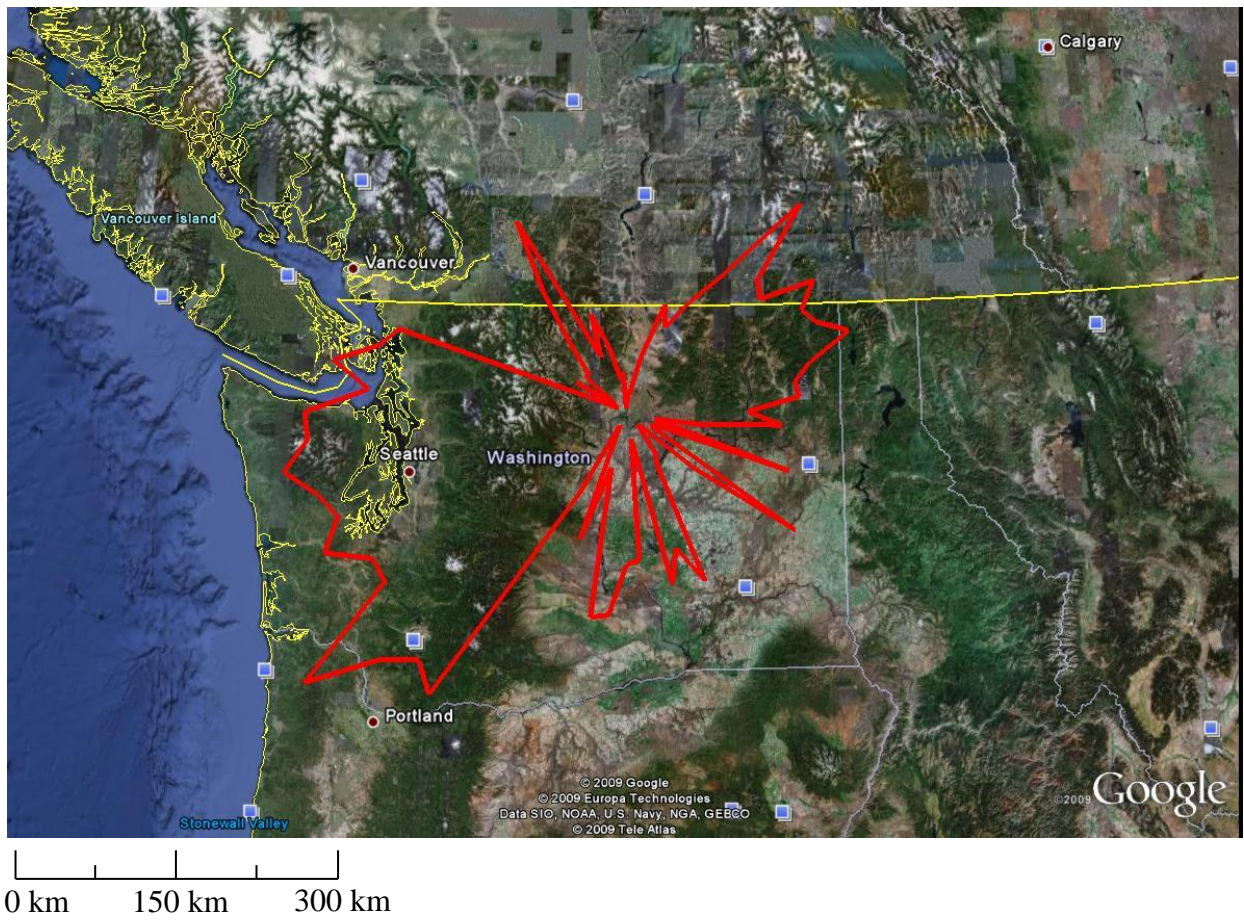 Calgary
Vancouver Island
Vancouver
Seattle
Washington
Portland
Stonewall Valley
© 2009 Google
© 2009 Europa Technologies
Data SIO, NOAA, U.S. Navy, NGA, GEBCO
© 2009 Tele Atlas
©2009 Google
0 km 150 km 300 km